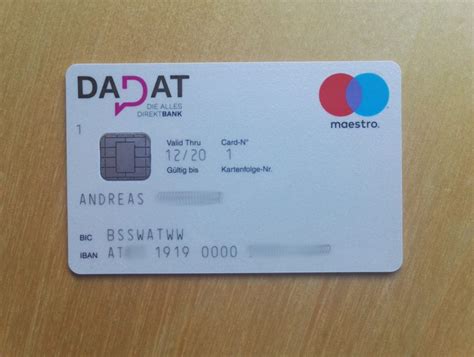 DADAT
DIE ALLES
DIREKTBANK
maestro.
1
Valid Thru Card-N°
12/20 1
Gültig bis Kartenfolge-Nr.
ANDREAS
BIC BSSWATWW
IBAN AT 1919 0000